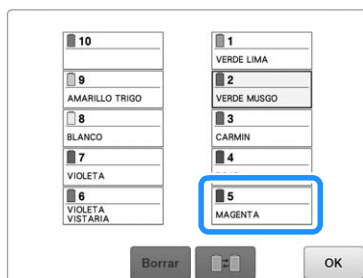 10
1
VERDE LIMA
9
AMARILLO TRIGO
2
VERDE MUSGO
8
BLANCO
3
CARMIN
7
VIOLETA
4
6
VIOLETA
VISTARIA
5
MAGENTA
Borrar
OK